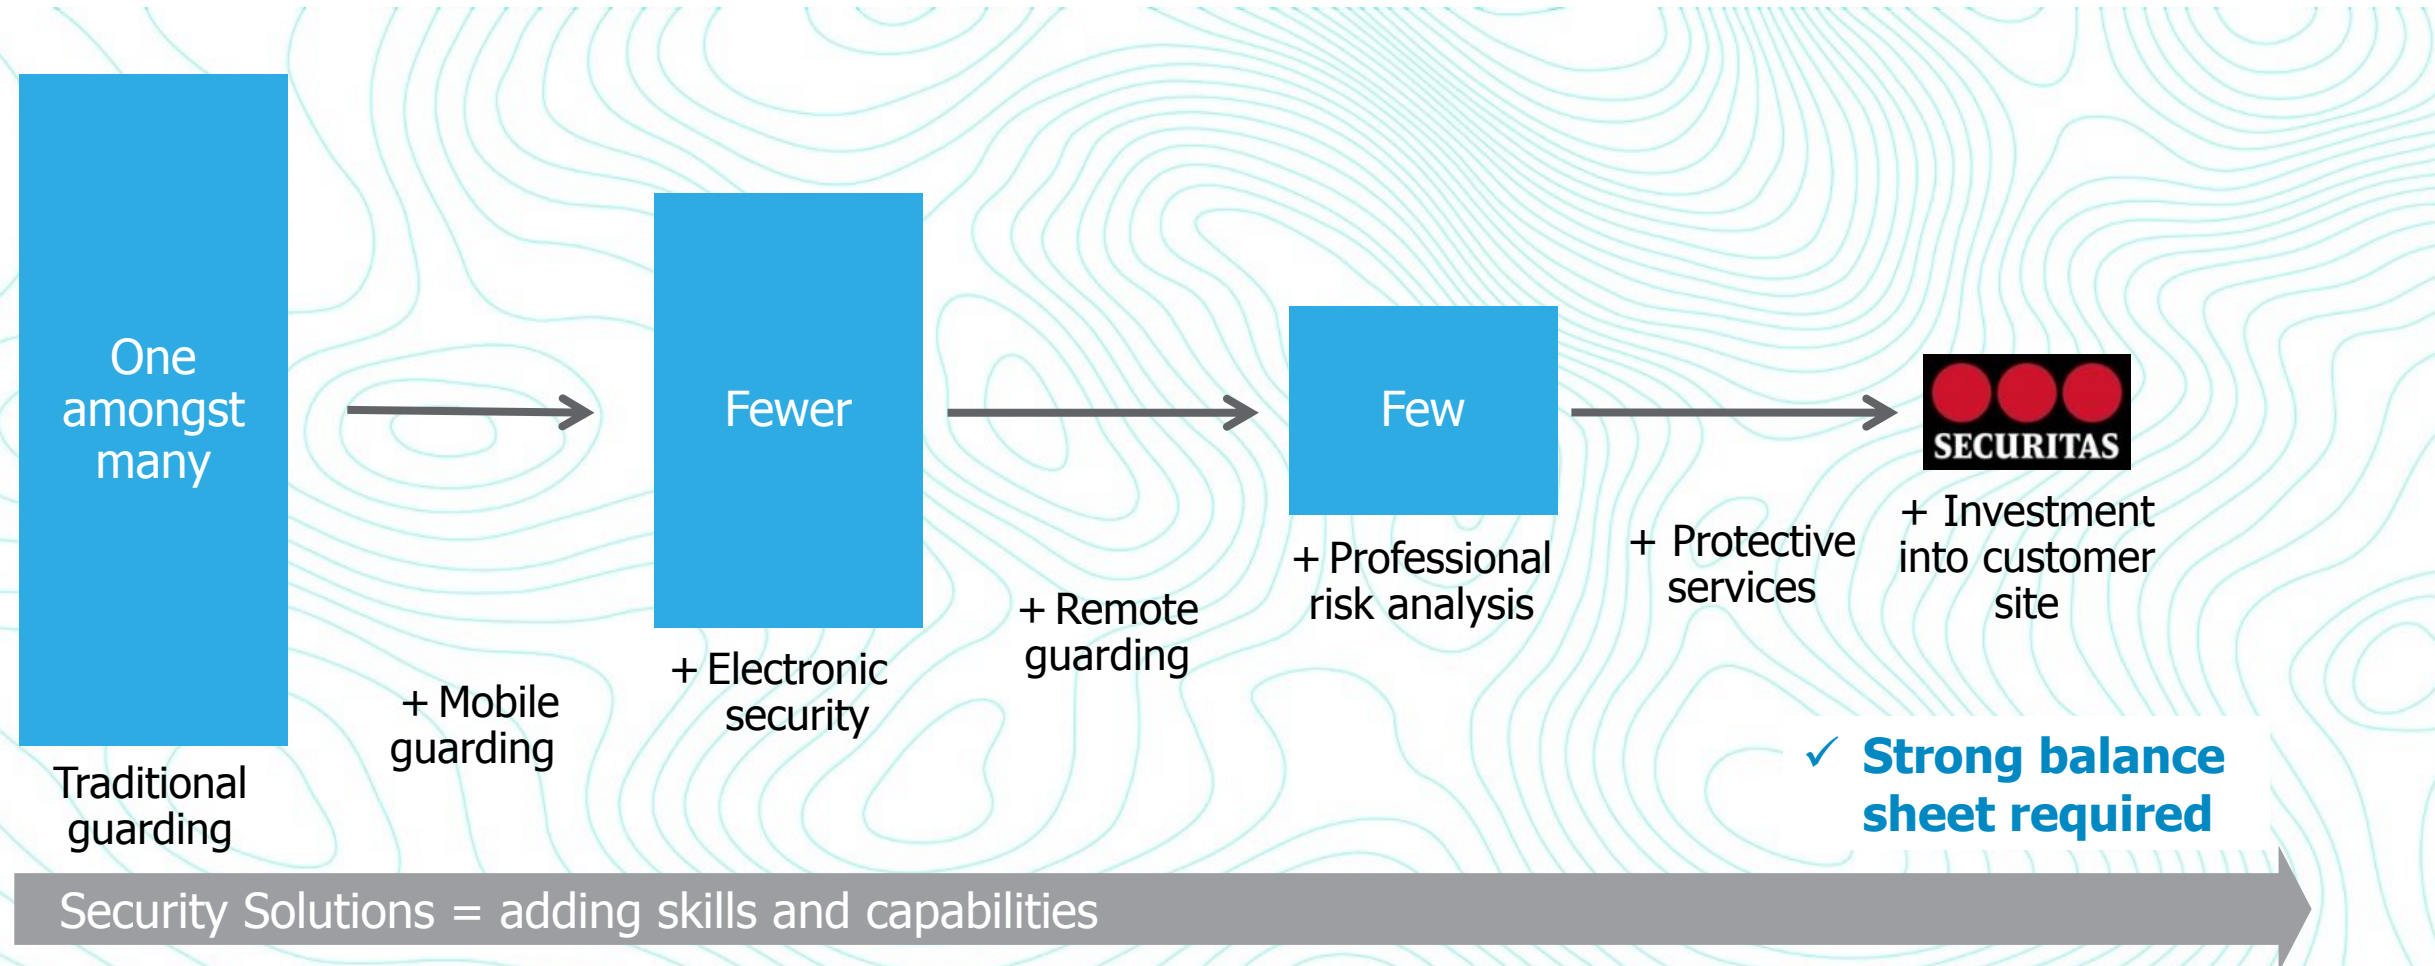 One
amongst
many
Traditional
guarding
+ Mobile
guarding
Fewer
+ Electronic
security
+ Remote
guarding
Few
+ Professional
risk analysis
+ Protective
services
SECURITAS
+ Investment
into customer
site
✓ Strong balance
sheet required
Security Solutions = adding skills and capabilities